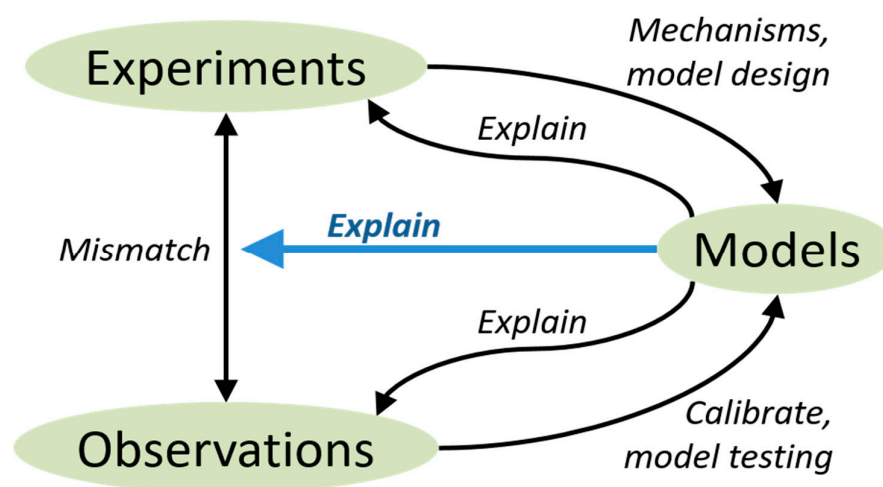 Experiments
Mechanisms,
model design
Explain
Explain
Mismatch
Models
Explain
Calibrate,
model testing
Observations